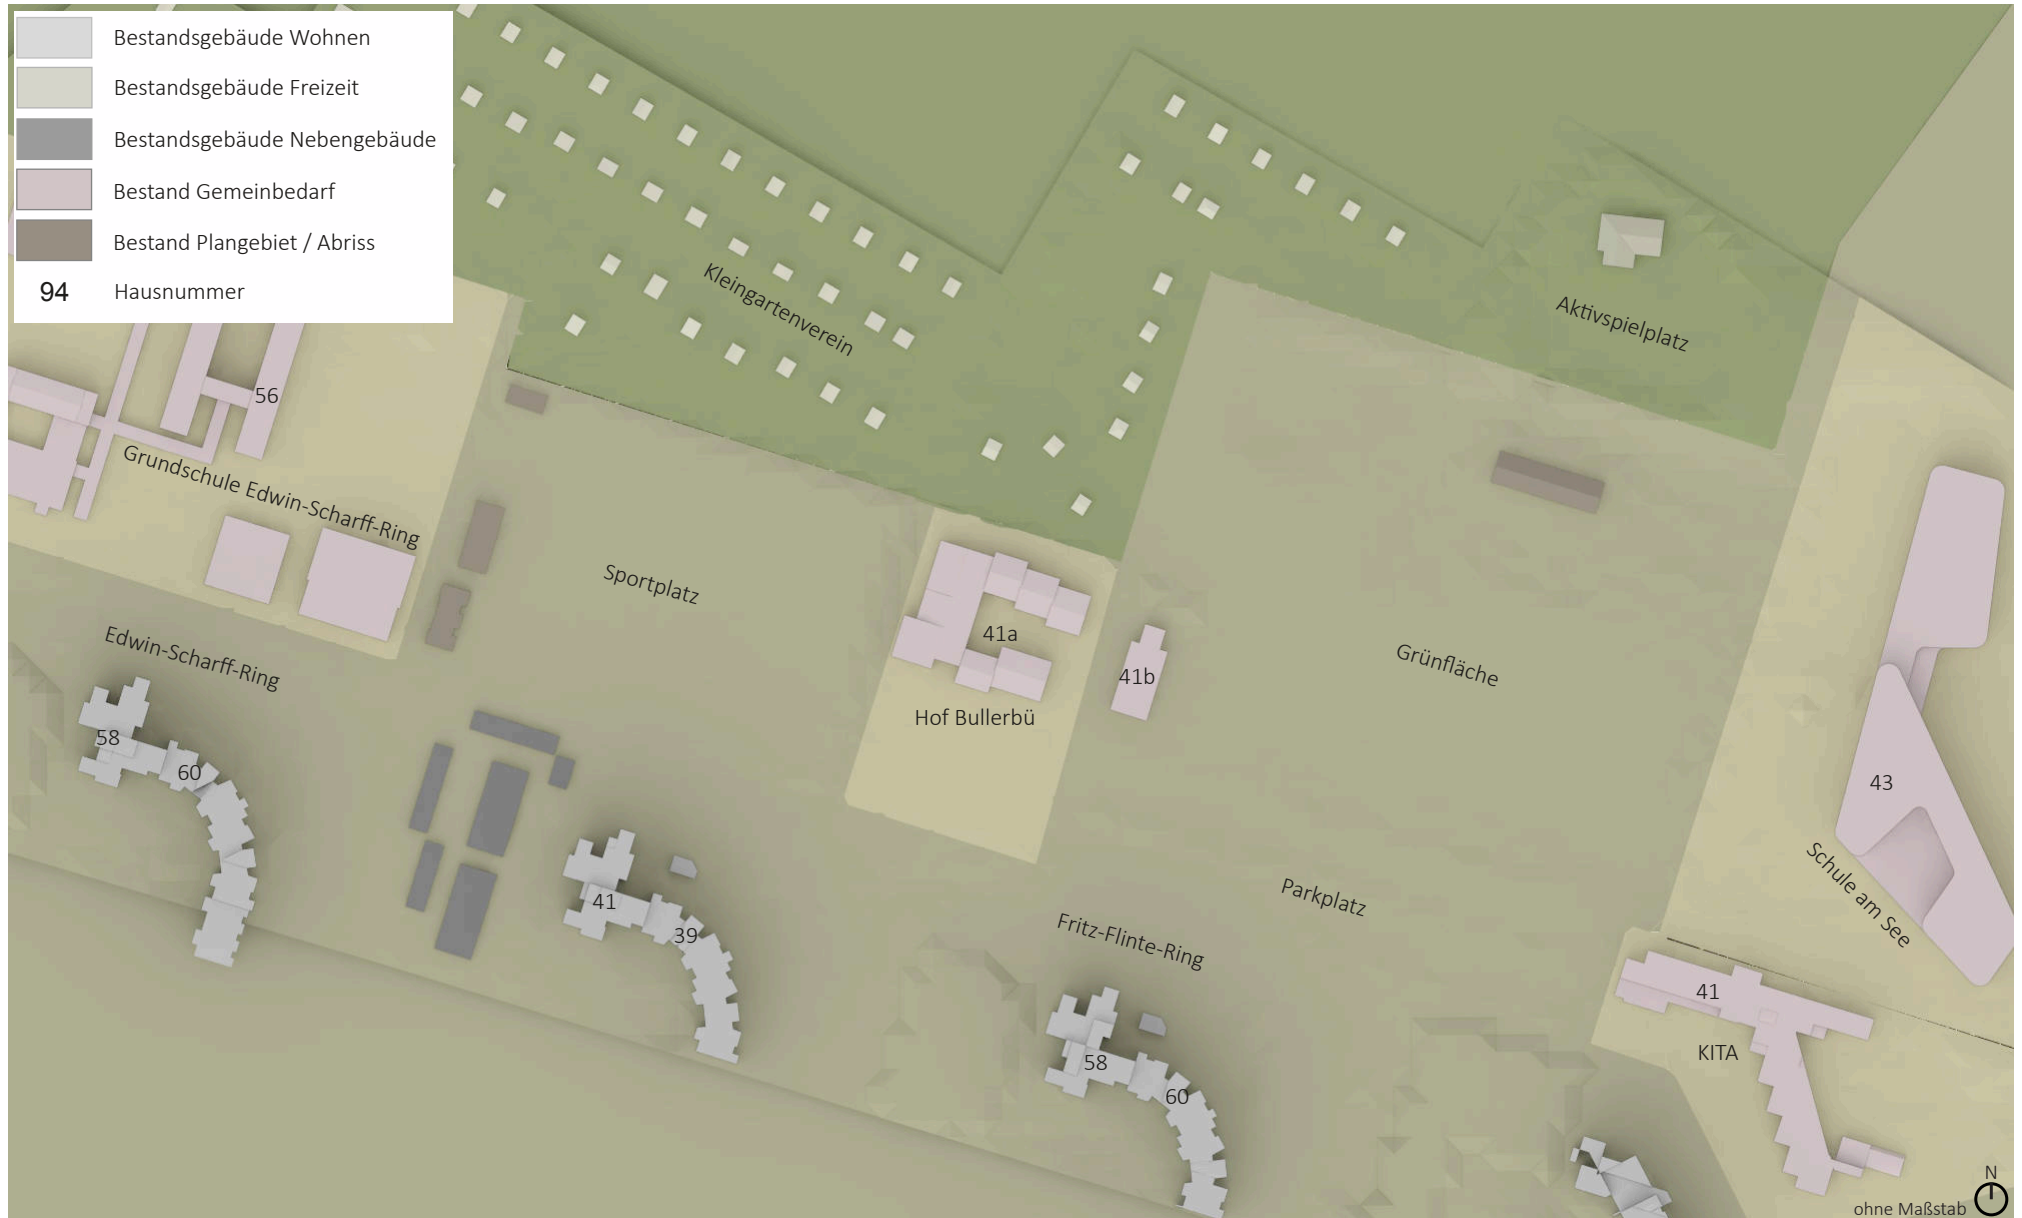 Bestandsgebäude Wohnen
Bestandsgebäude Freizeit
Bestandsgebäude Nebengebäude
Bestand Gemeinbedarf
Bestand Plangebiet / Abriss
94 Hausnummer
Kleingartenverein
Aktivspielplatz
56
Grundschule Edwin-Scharff-Ring
Sportplatz
41a
Edwin-Scharff-Ring
41b
Grünfläche
Hof Bullerbü
58
60
43
Schule am See
Parkplatz
41
39
Fritz-Flinte-Ring
41
KITA
58
60
N
ohne Maßstab